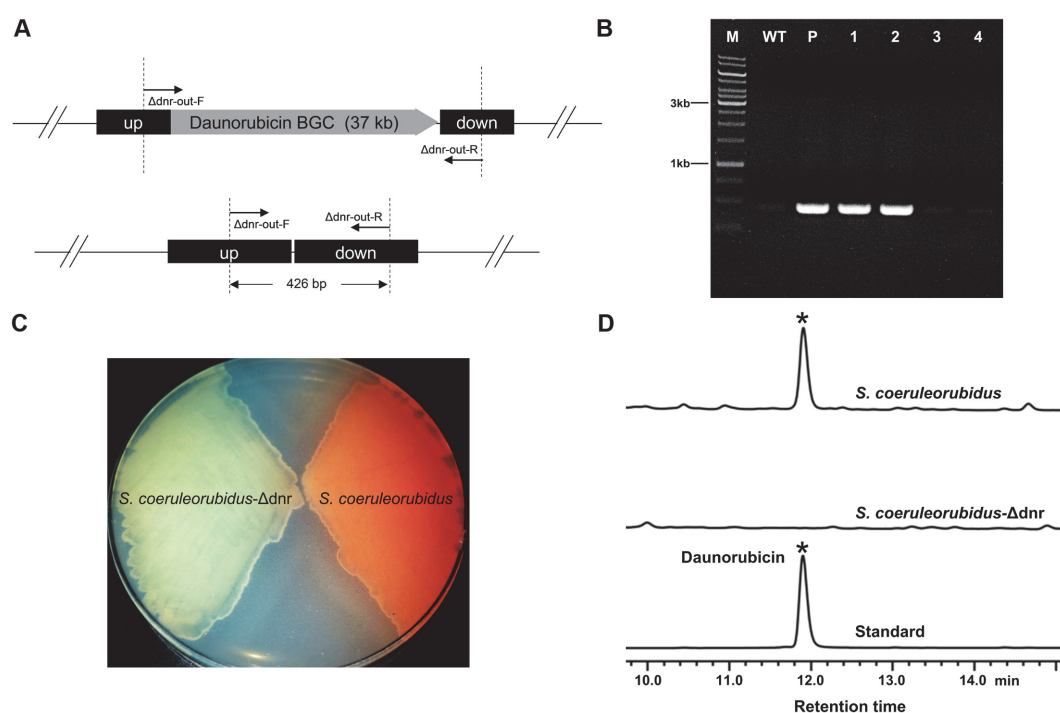 A
Δdnr-out-F
up
Daunorubicin BGC (37 kb)
down
Δdnr-out-R
Δdnr-out-F
Δdnr-out-R
up
down
426 bp
B
M WT P 1 2 3 4
3kb
1kb
C
S. coeruleorubidus-Δdnr
S. coeruleorubidus
D
*
S. coeruleorubidus
S. coeruleorubidus-Δdnr
Daunorubicin
*
Standard
10.0 11.0 12.0 13.0 14.0 min
Retention time